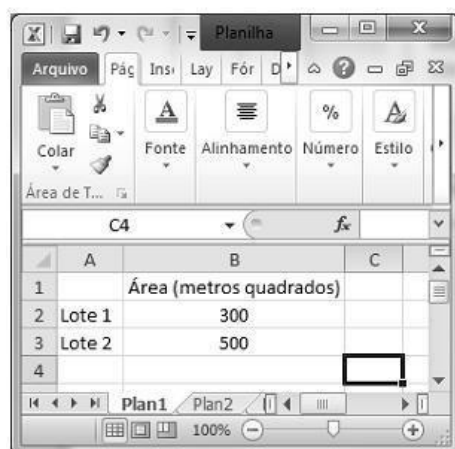 Planilha
Arquivo Pág Ins Lay Fór D
Colar Fonte Alinhamento Número Estilo
Área de T...
C4 fx
A B C
1 Área (metros quadrados)
2 Lote 1 300
3 Lote 2 500
4
Plan1 Plan2
100%